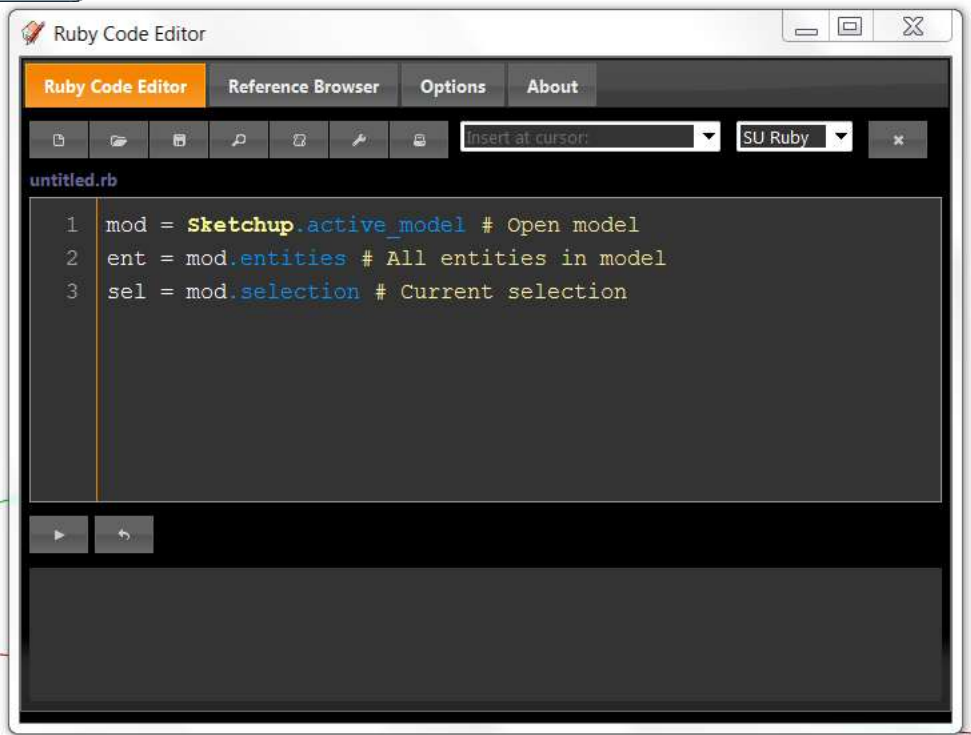 Ruby Code Editor
Ruby Code Editor Reference Browser Options About
Insert at cursor: SU Ruby
untitled.rb
1 mod = Sketchup.active_model # Open model
2 ent = mod.entities # All entities in model
3 sel = mod.selection # Current selection